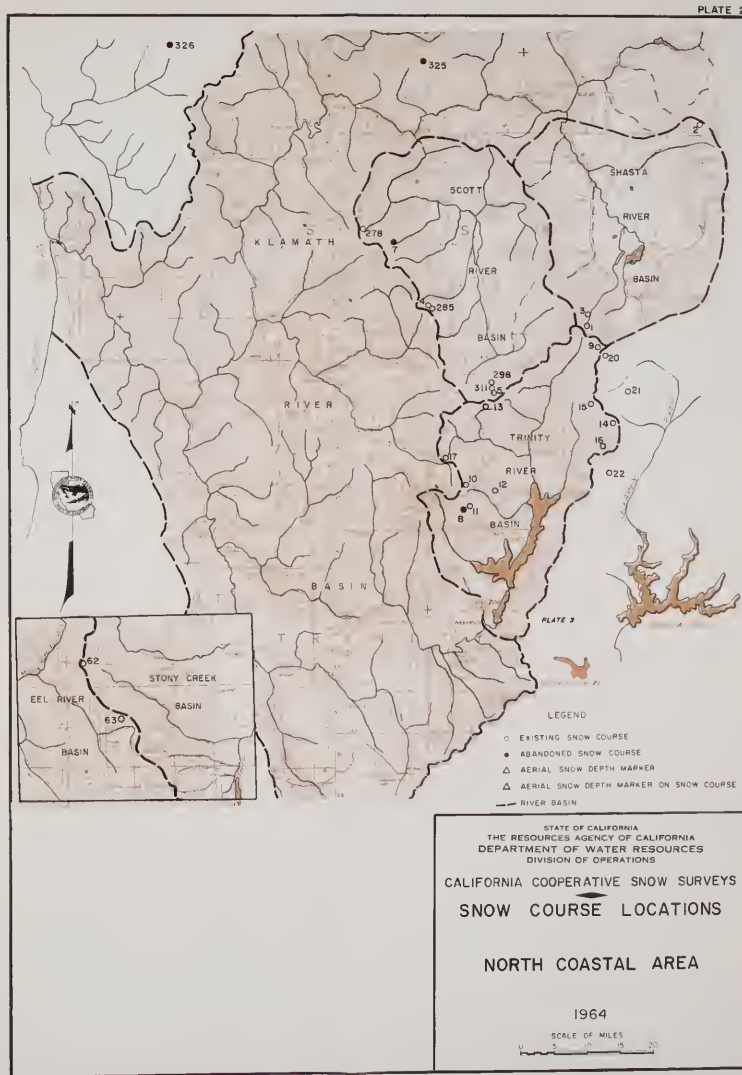 PLATE 2
326
325
2
SHASTA
SCOTT
RIVER
278
7
S
S
KLAMATH
RIVER
BASIN
4
285
BASIN
3
1
9
20
298
311
5
13
21
15
14
RIVER
TRINITY
16
17
RIVER
22
10
12
11
8
BASIN
BASIN
T
T
PLATE 3
62
STONY CREEK
EEL RIVER
BASIN
63
BASIN
LEGEND
EXISTING SNOW COURSE
ABANDONED SNOW COURSE
AERIAL SNOW DEPTH MARKER
AERIAL SNOW DEPTH MARKER ON SNOW COURSE
RIVER BASIN
STATE OF CALIFORNIA
THE RESOURCES AGENCY OF CALIFORNIA
DEPARTMENT OF WATER RESOURCES
DIVISION OF OPERATIONS
CALIFORNIA COOPERATIVE SNOW SURVEYS
SNOW COURSE LOCATIONS
NORTH COASTAL AREA
1964
SCALE OF MILES
0 5 10 15 20